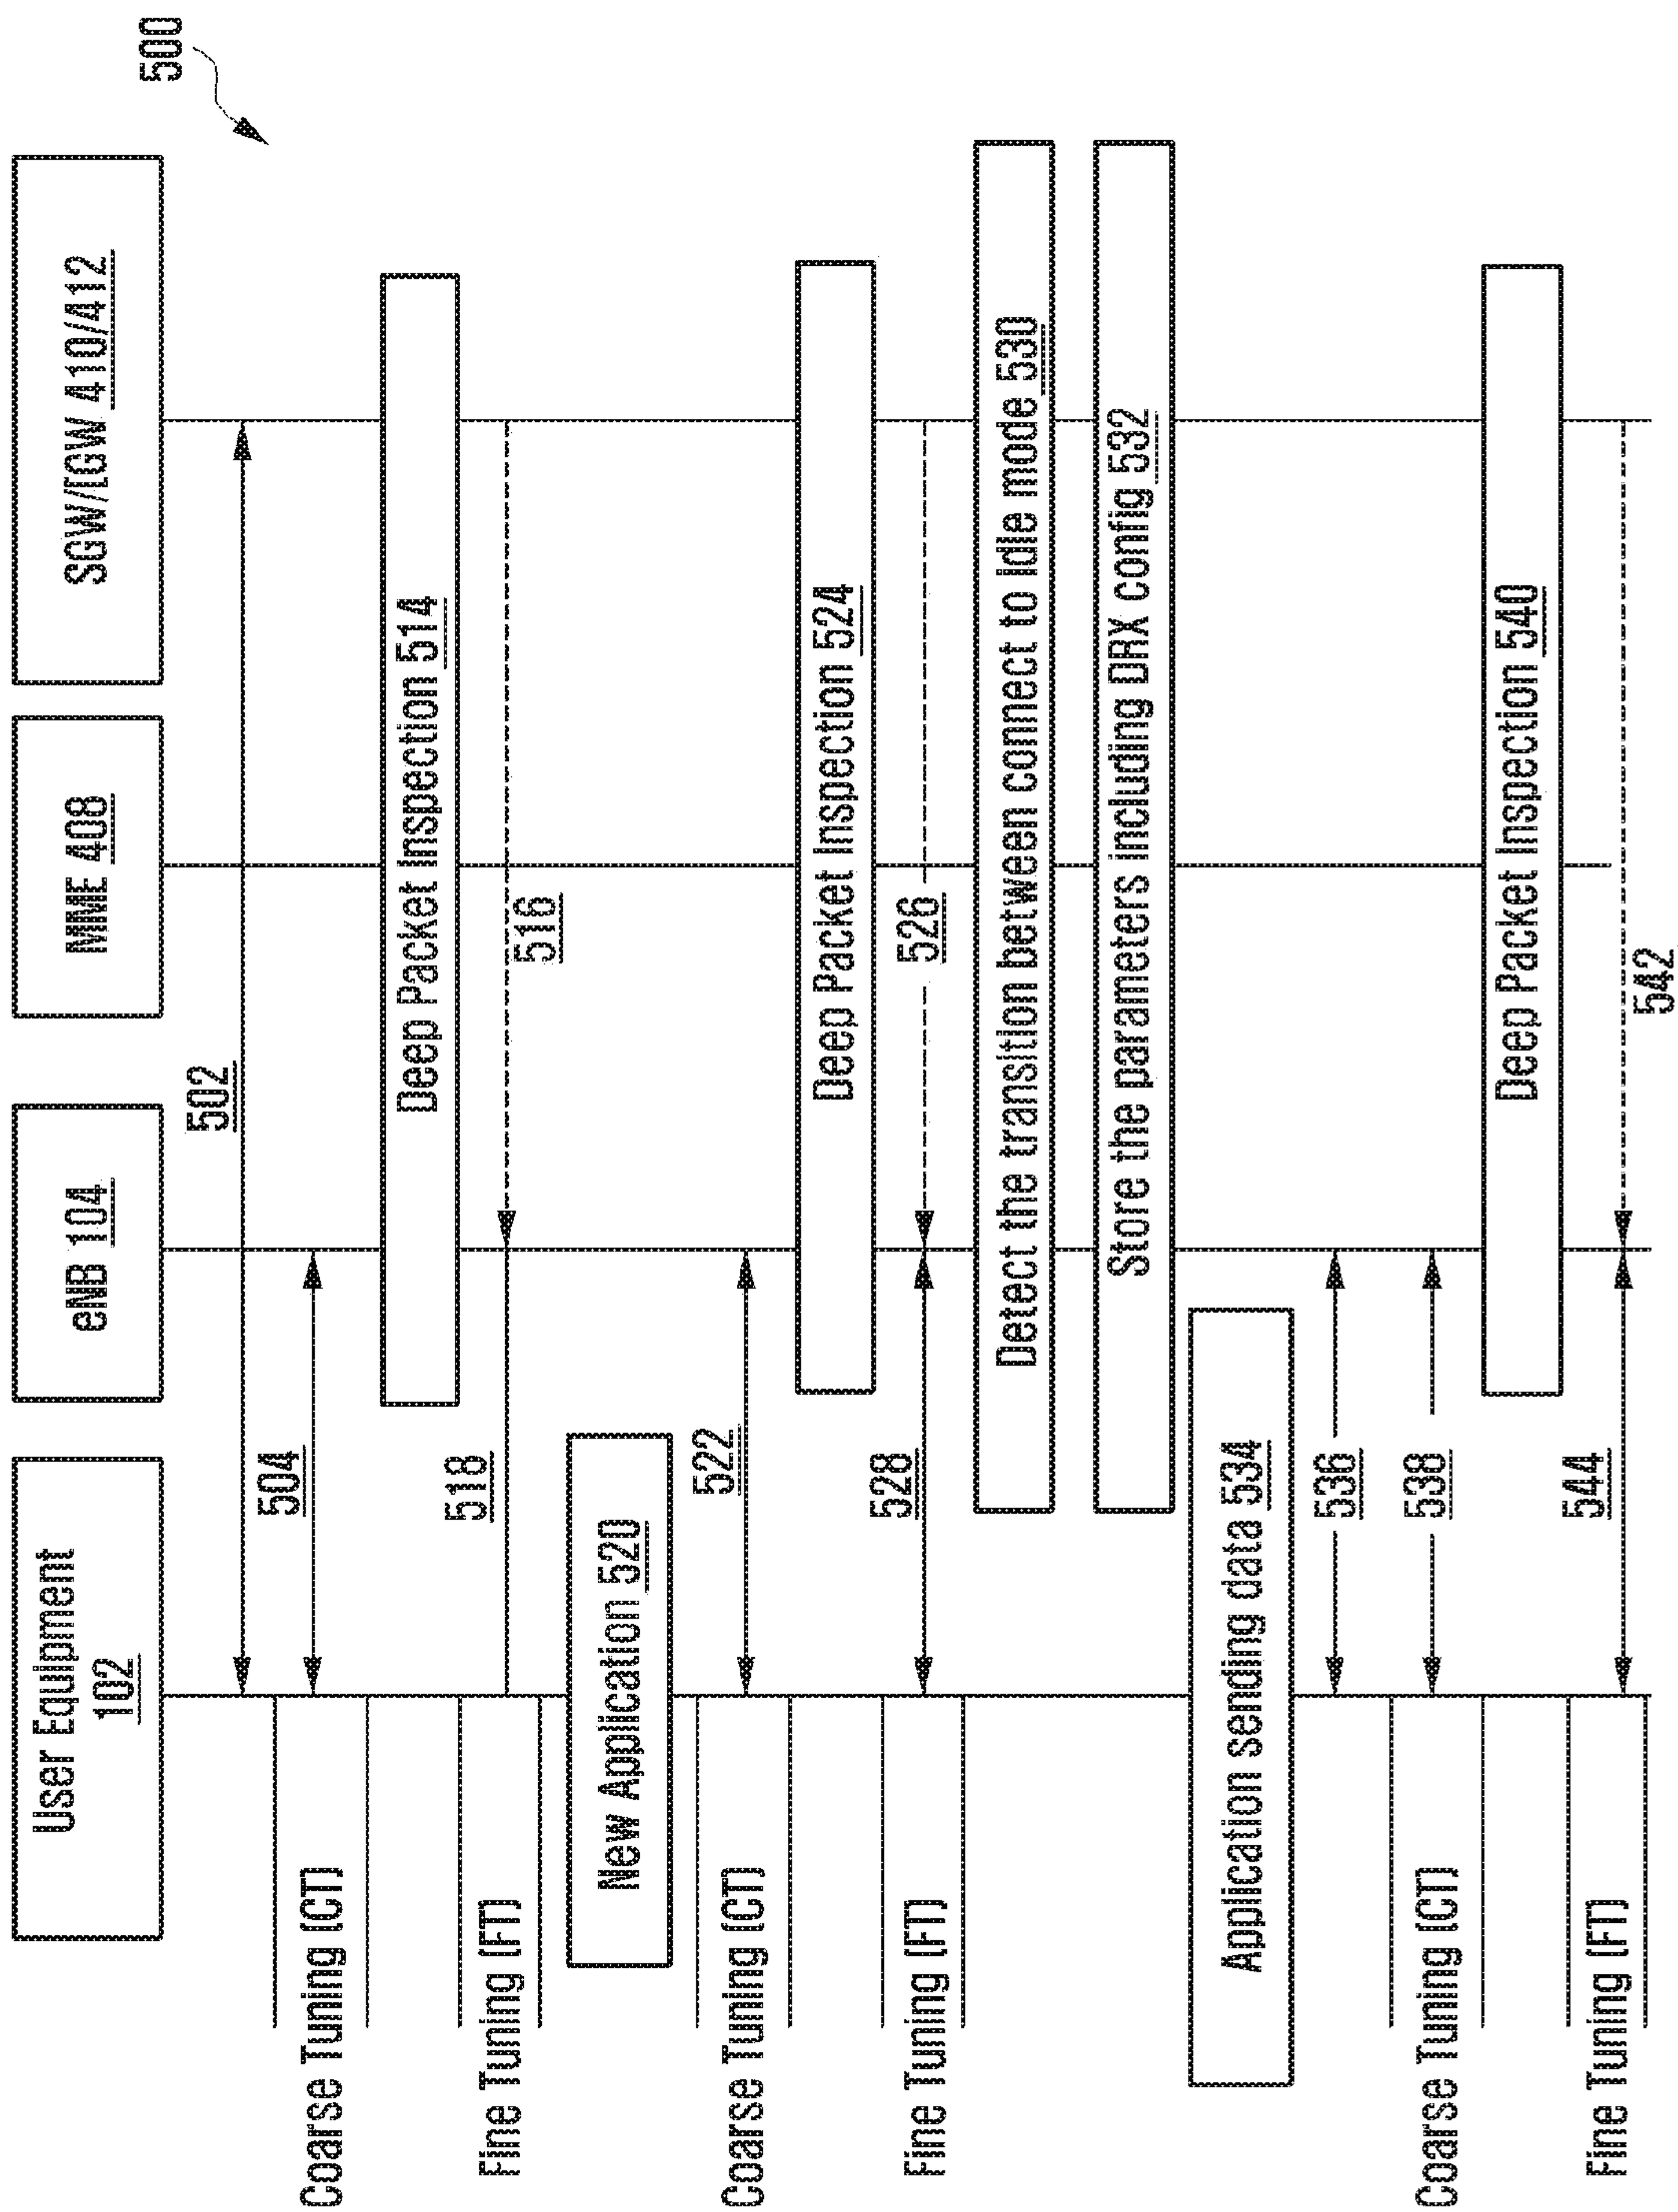 500
User Equipment
102
eNB 104
MME 408
SGW/[GW 410/412
502
504
Coarse Tuning (CT)
Deep Packet Inspection 514
516
518
Fine Tuning (FT)
New Application 520
522
Coarse Tuning (CT)
Deep Packet Inspection 524
526
528
Fine Tuning (FT)
Detect the transition between connect to idle mode 530
Store the parameters including DRX config 532
Application sending data 534
536
538
Coarse Tuning (CT)
Deep Packet Inspection 540
542
544
Fine Tuning (FT)